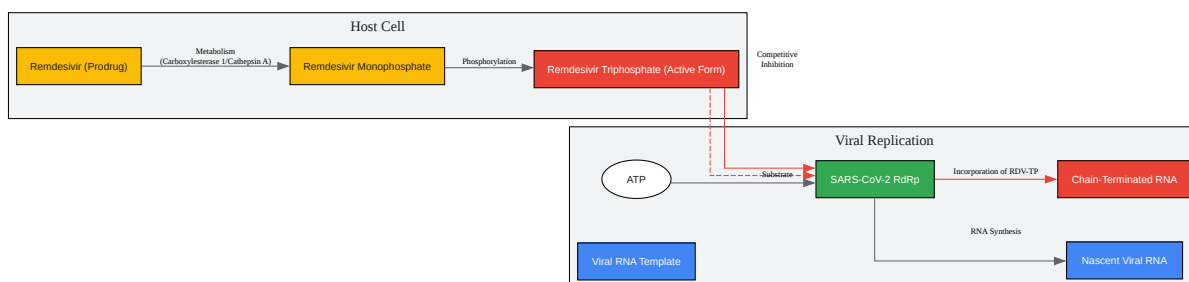 Host Cell
Remdesivir (Prodrug)
Metabolism
(Carboxylesterase 1/Cathepsin A)
Remdesivir Monophosphate
Phosphorylation
Remdesivir Triphosphate (Active Form)
Competitive
Inhibition
Viral Replication
ATP
Substrate
SARS-CoV-2 RdRp
Incorporation of RDV-TP
Chain-Terminated RNA
RNA Synthesis
Viral RNA Template
Nascent Viral RNA